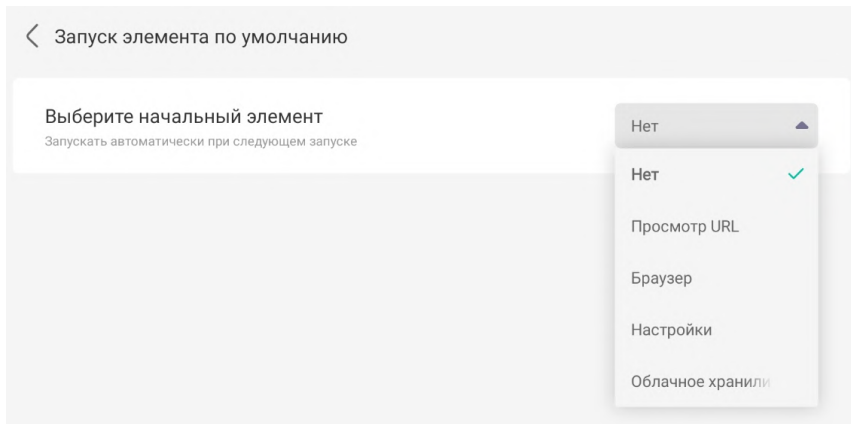 Запуск элемента по умолчанию
Выберите начальный элемент
Запускать автоматически при следующем запуске
Нет
Нет
Просмотр URL
Браузер
Настройки
Облачное хранили